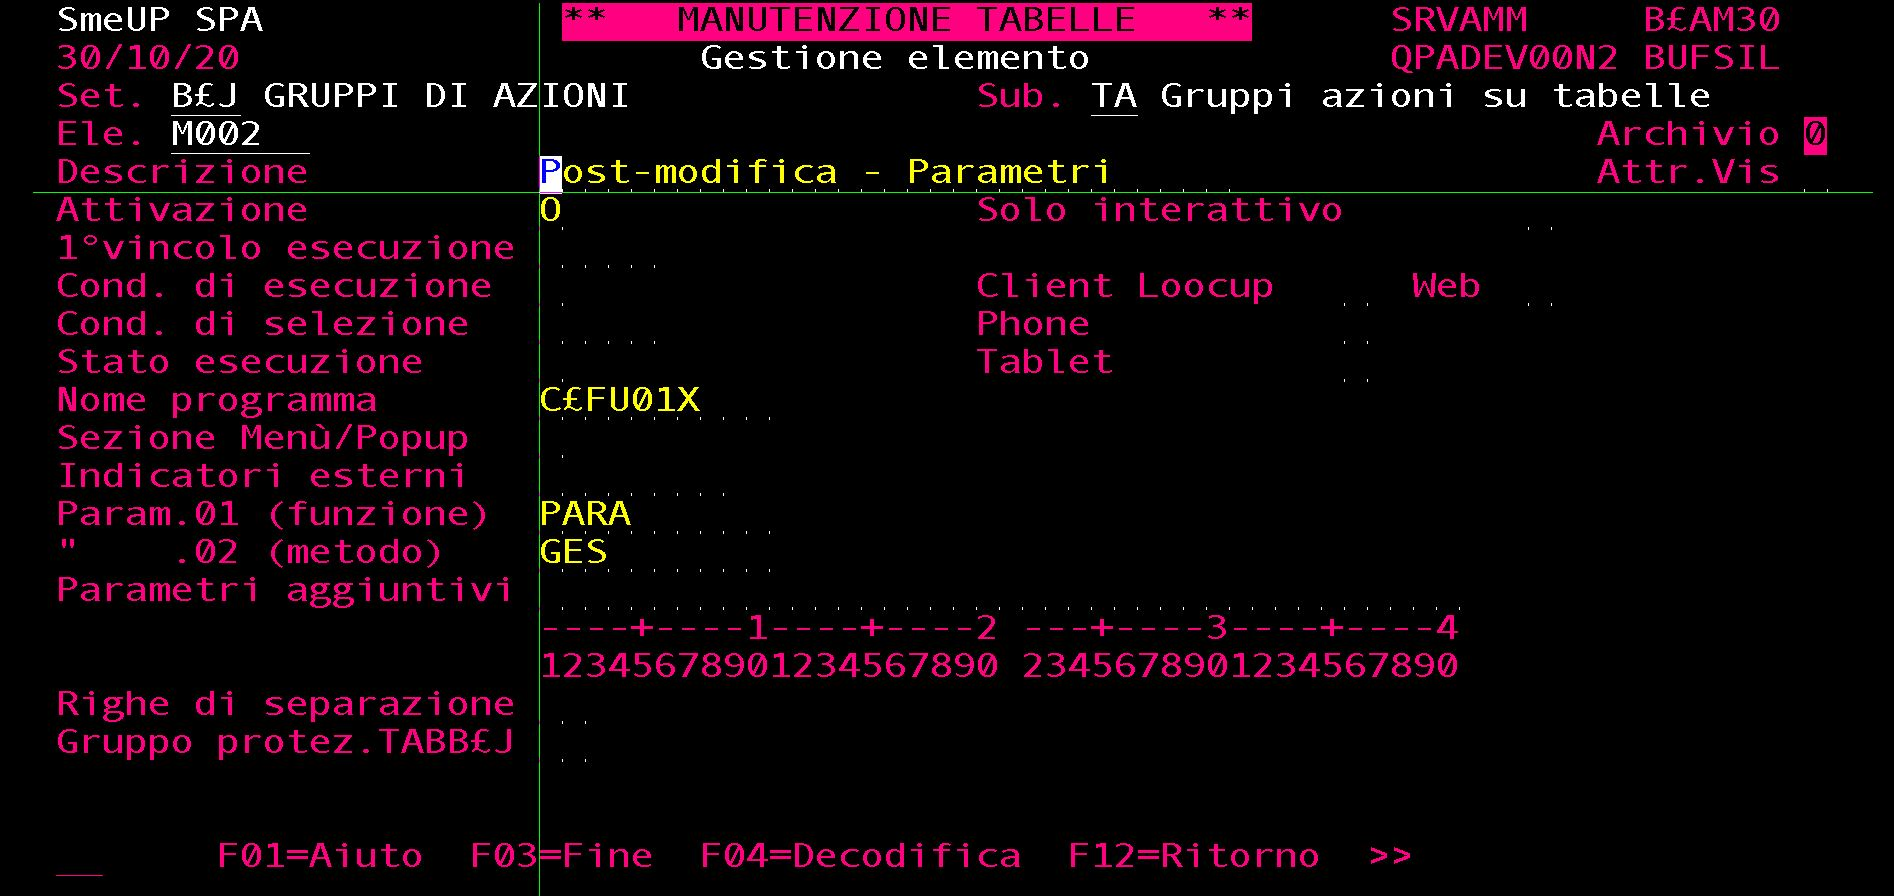 SmeUP SPA ** MANUTENZIONE TABELLE ** SRVAMM B£AM30
30/10/20 Gestione elemento QPADEV00N2 BUFSIL
Set. B£J GRUPPI DI AZIONI Sub. TA Gruppi azioni su tabelle
Ele. M002 Archivio 0
Descrizione Post-modifica - Parametri Attr.Vis
Attivazione O Solo interattivo
1°vincolo esecuzione
Cond. di esecuzione Client Loocup Web
Cond. di selezione Phone
Stato esecuzione Tablet
Nome programma C£FU01X
Sezione Menù/Popup
Indicatori esterni
Param.01 (funzione) PARA
" .02 (metodo) GES
Parametri aggiuntivi
----+----1----+----2 ---+----3----+----4
12345678901234567890 2345678901234567890
Righe di separazione
Gruppo protez.TABB£J
F01=Aiuto F03=Fine F04=Decodifica F12=Ritorno >>